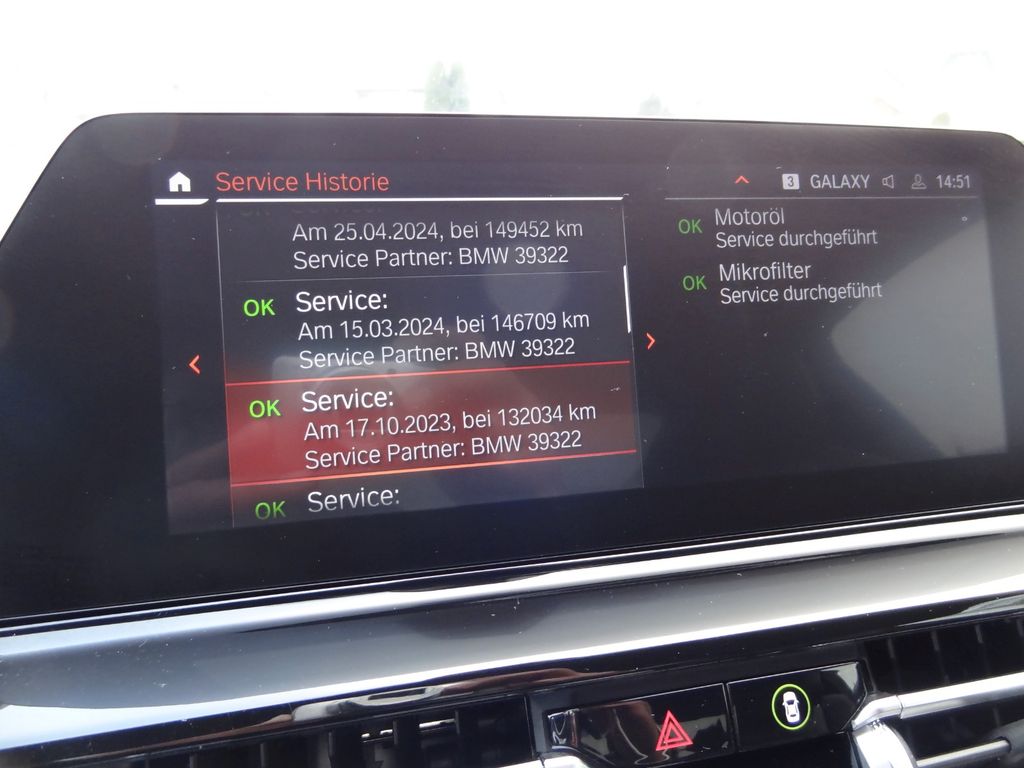 Service Historie
3 GALAXY 14:51
Am 25.04.2024, bei 149452 km
Service Partner: BMW 39322
OK Service:
Am 15.03.2024, bei 146709 km
Service Partner: BMW 39322
OK Service:
Am 17.10.2023, bei 132034 km
Service Partner: BMW 39322
OK Service:
OK Motoröl
Service durchgeführt
OK Mikrofilter
Service durchgeführt